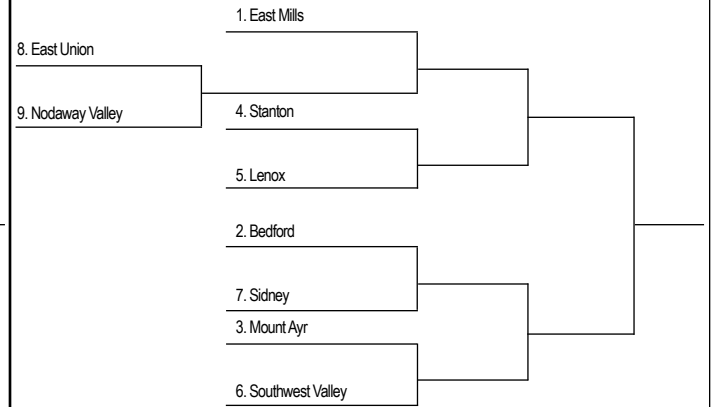 1. East Mills
8. East Union
9. Nodaway Valley
4. Stanton
5. Lenox
2. Bedford
7. Sidney
3. Mount Ayr
6. Southwest Valley